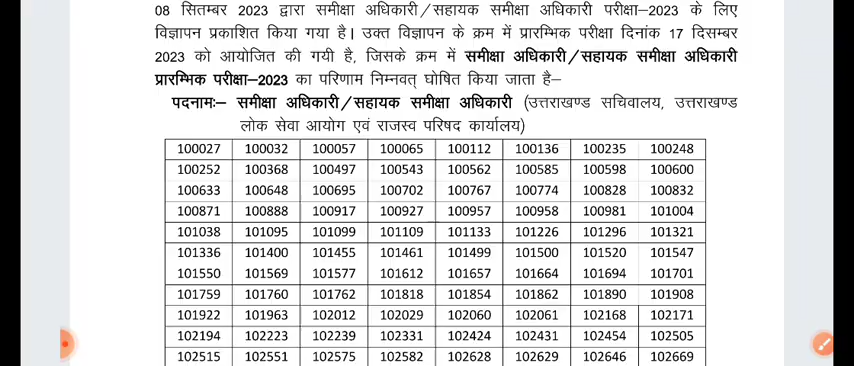 08 सितम्बर 2023 द्वारा समीक्षा अधिकारी/सहायक समीक्षा अधिकारी परीक्षा–2023 के लिए
विज्ञापन प्रकाशित किया गया है। उक्त विज्ञापन के क्रम में प्रारम्भिक परीक्षा दिनांक 17 दिसम्बर
2023 को आयोजित की गयी है, जिसके क्रम में समीक्षा अधिकारी/सहायक समीक्षा अधिकारी
प्रारम्भिक परीक्षा–2023 का परिणाम निम्नवत् घोषित किया जाता है–
पदनामः– समीक्षा अधिकारी/सहायक समीक्षा अधिकारी (उत्तराखण्ड सचिवालय, उत्तराखण्ड
लोक सेवा आयोग एवं राजस्व परिषद कार्यालय)
100027 100032 100057 100065 100112 100136 100235 100248
100252 100368 100497 100543 100562 100585 100598 100600
100633 100648 100695 100702 100767 100774 100828 100832
100871 100888 100917 100927 100957 100958 100981 101004
101038 101095 101099 101109 101133 101226 101296 101321
101336 101400 101455 101461 101499 101500 101520 101547
101550 101569 101577 101612 101657 101664 101694 101701
101759 101760 101762 101818 101854 101862 101890 101908
101922 101963 102012 102029 102060 102061 102168 102171
102194 102223 102239 102331 102424 102431 102454 102505
102515 102551 102575 102582 102628 102629 102646 102669